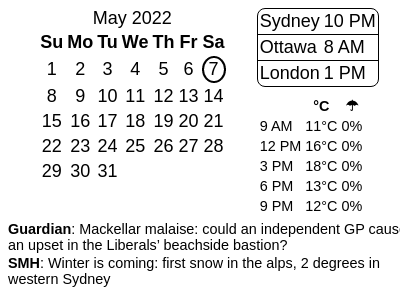 May 2022
Su Mo Tu We Th Fr Sa
1 2 3 4 5 6 7
8 9 10 11 12 13 14
15 16 17 18 19 20 21
22 23 24 25 26 27 28
29 30 31
Sydney 10 PM
Ottawa 8 AM
London 1 PM
°C ☂
9 AM 11°C 0%
12 PM 16°C 0%
3 PM 18°C 0%
6 PM 13°C 0%
9 PM 12°C 0%
Guardian: Mackellar malaise: could an independent GP caus
an upset in the Liberals’ beachside bastion?
SMH: Winter is coming: first snow in the alps, 2 degrees in
western Sydney